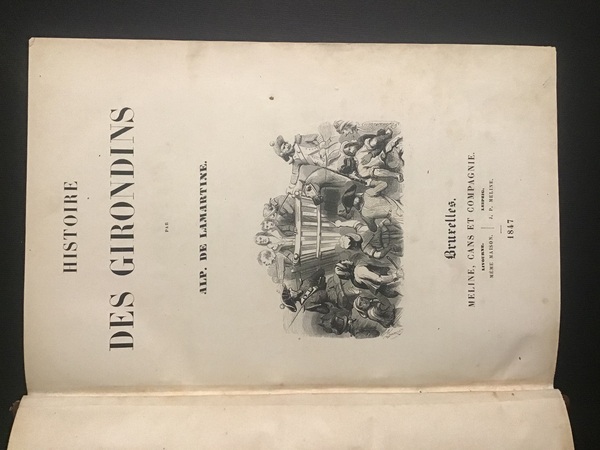 HISTOIRE
DES GIRONDINS
PAR
ALP. DE LAMARTINE.
Bruxelles.
MELINE, CANS ET COMPAGNIE.
LIVOURNE. LEIPZIG.
MÊME MAISON. J. P. MELINE.
1847